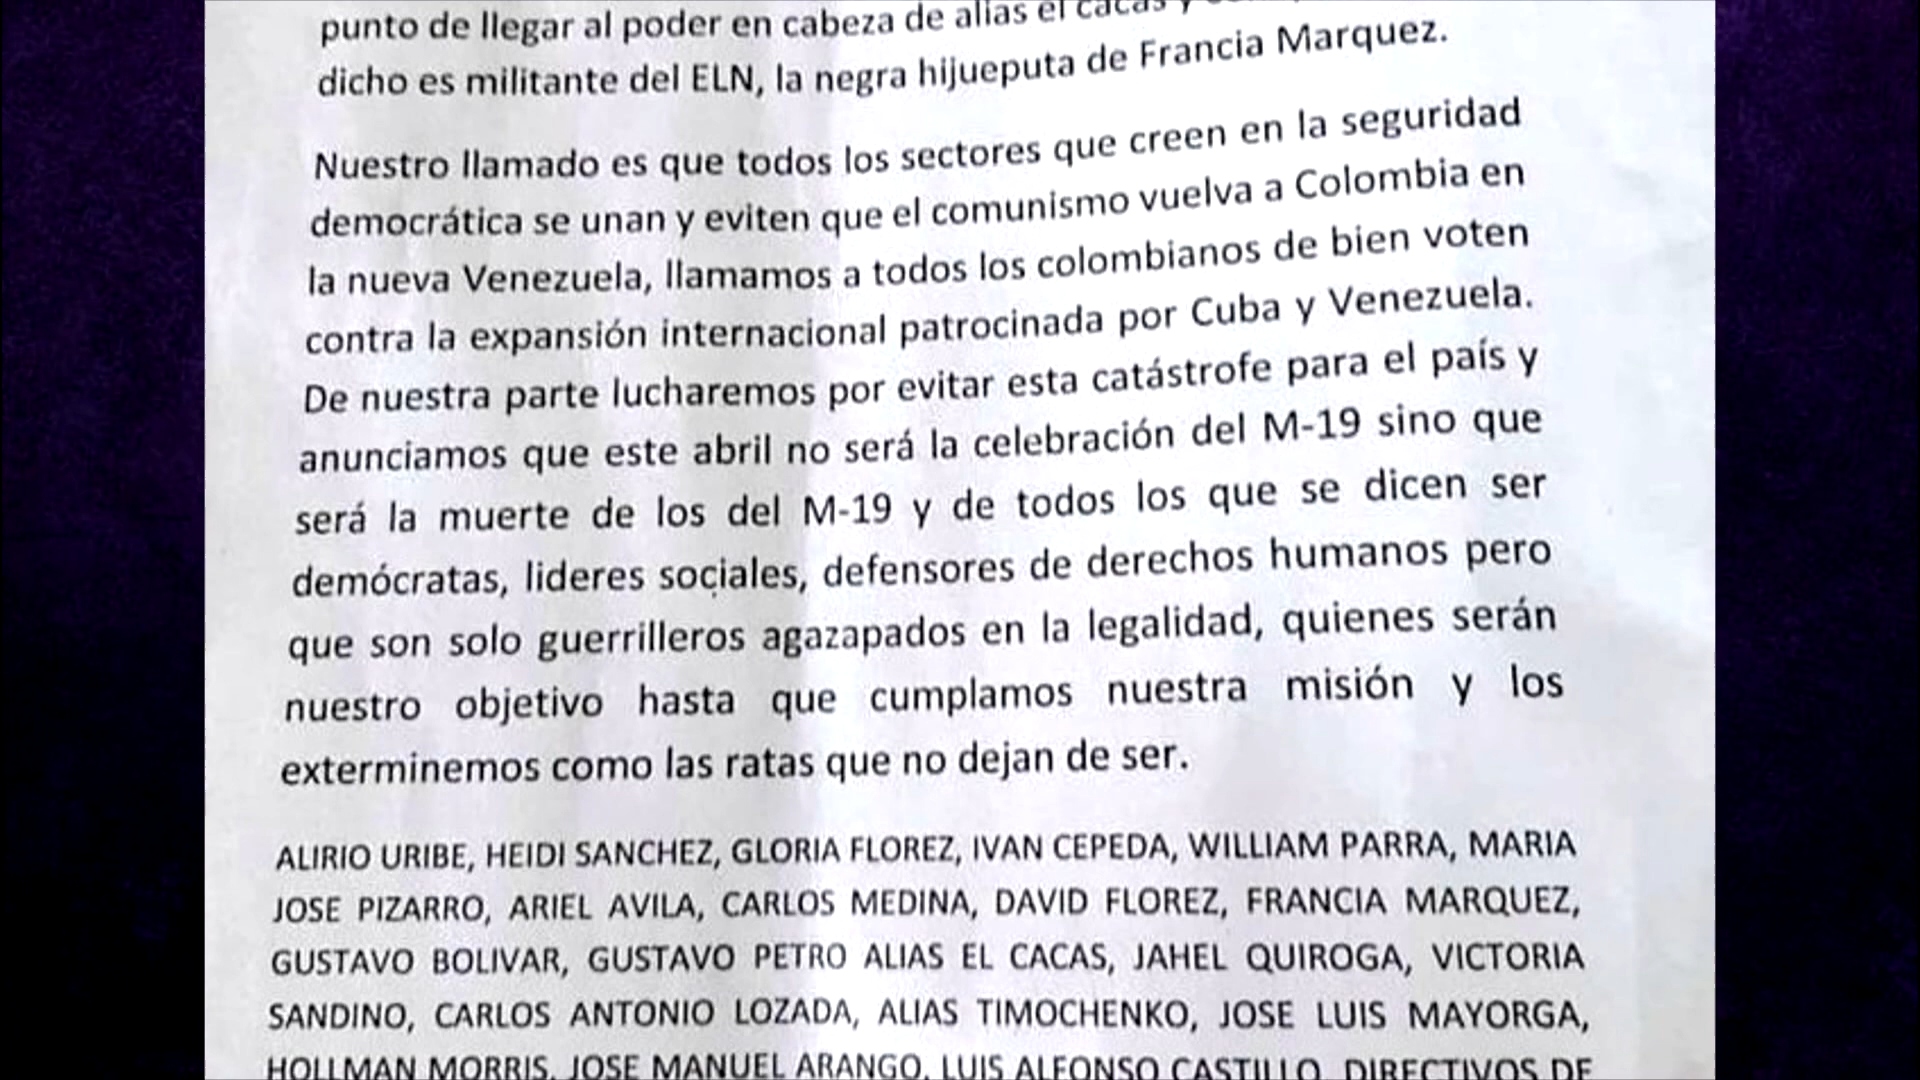 punto de llegar al poder en cabeza de alias el cacas y
dicho es militante del ELN, la negra hijueputa de Francia Marquez.
Nuestro llamado es que todos los sectores que creen en la seguridad
democrática se unan y eviten que el comunismo vuelva a Colombia en
la nueva Venezuela, llamamos a todos los colombianos de bien voten
contra la expansión internacional patrocinada por Cuba y Venezuela.
De nuestra parte lucharemos por evitar esta catástrofe para el país y
anunciamos que este abril no será la celebración del M-19 sino que
será la muerte de los del M-19 y de todos los que se dicen ser
demócratas, lideres sociales, defensores de derechos humanos pero
que son solo guerrilleros agazapados en la legalidad, quienes serán
nuestro objetivo hasta que cumplamos nuestra misión y los
exterminemos como las ratas que no dejan de ser.
ALIRIO URIBE, HEIDI SANCHEZ, GLORIA FLOREZ, IVAN CEPEDA, WILLIAM PARRA, MARIA
JOSE PIZARRO, ARIEL AVILA, CARLOS MEDINA, DAVID FLOREZ, FRANCIA MARQUEZ,
GUSTAVO BOLIVAR, GUSTAVO PETRO ALIAS EL CACAS, JAHEL QUIROGA, VICTORIA
SANDINO, CARLOS ANTONIO LOZADA, ALIAS TIMOCHENKO, JOSE LUIS MAYORGA,
HOLLMAN MORRIS, JOSE MANUEL ARANGO, LUIS ALFONSO CASTILLO, DIRECTIVOS DE